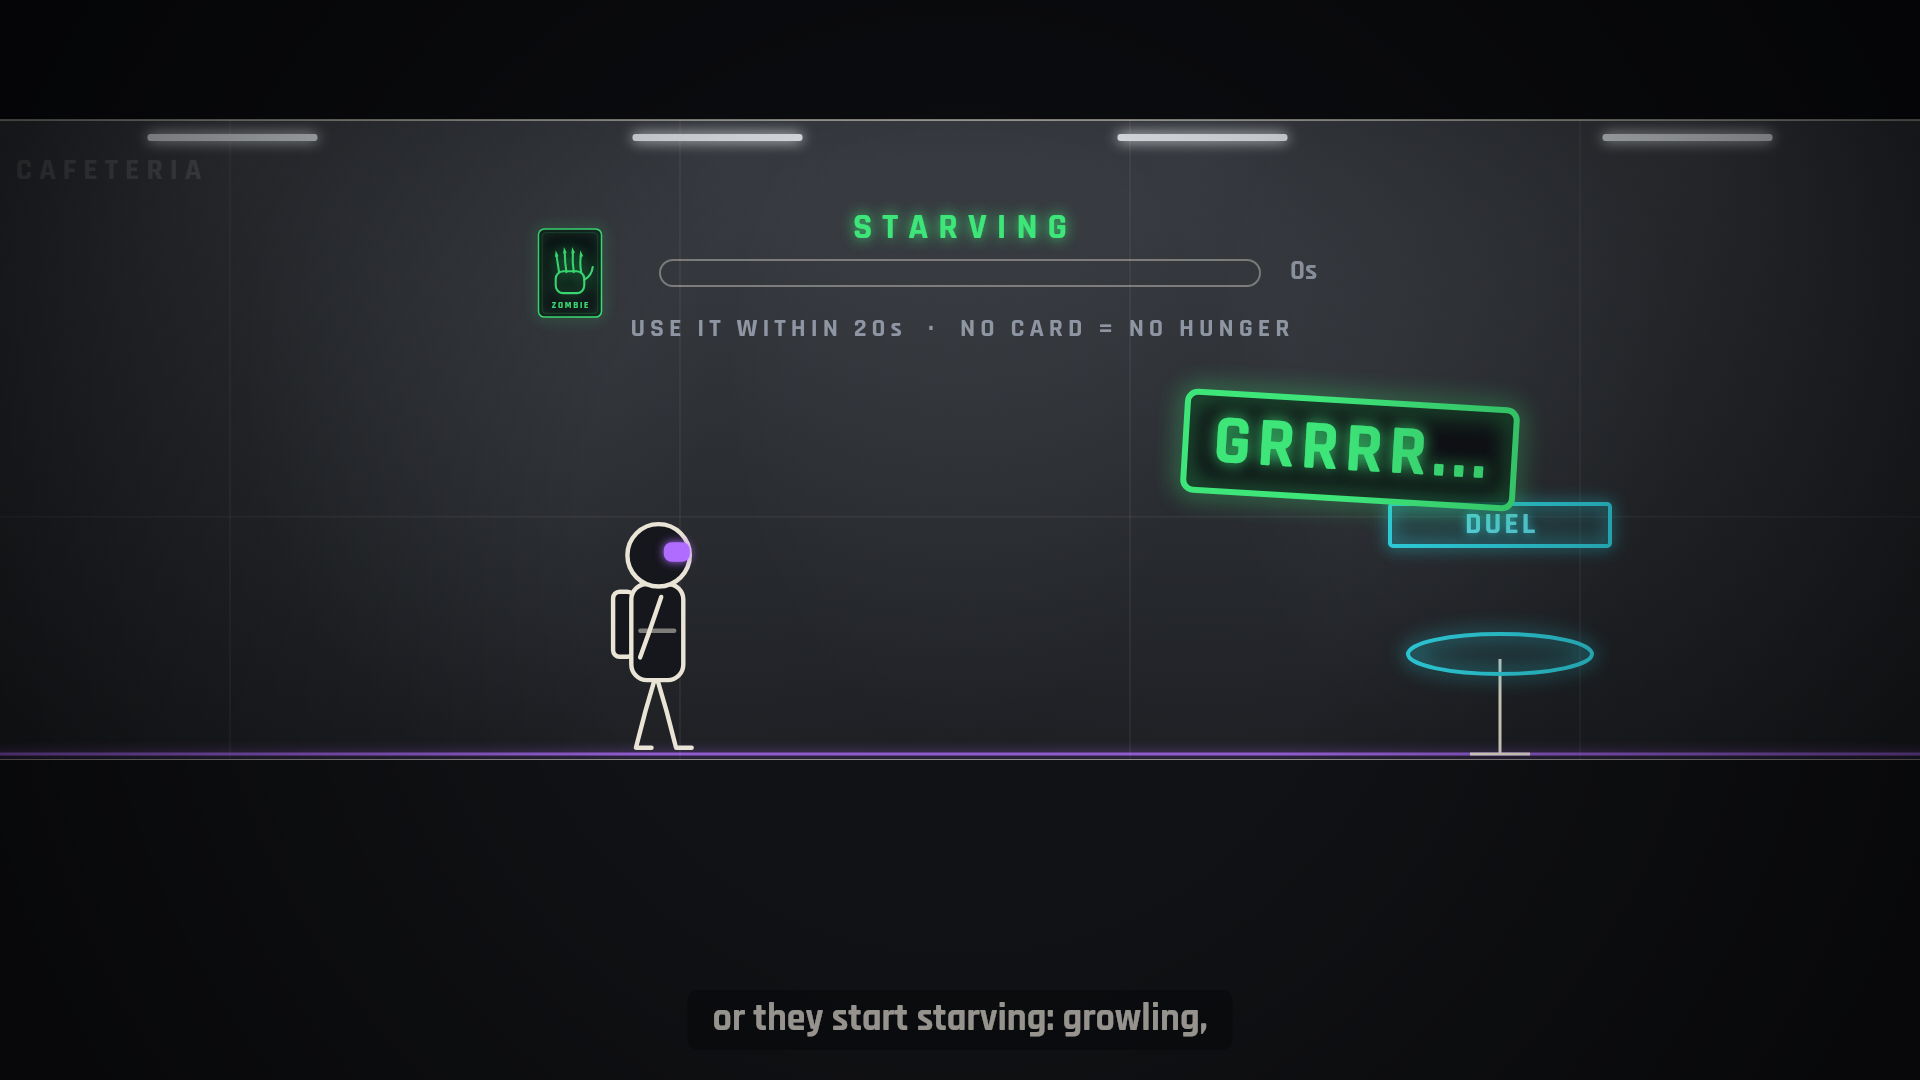 CAFETERIA
STARVING
ZOMBIE
0s
USE IT WITHIN 20s · NO CARD = NO HUNGER
GRRRR...
DUEL
or they start starving: growling,